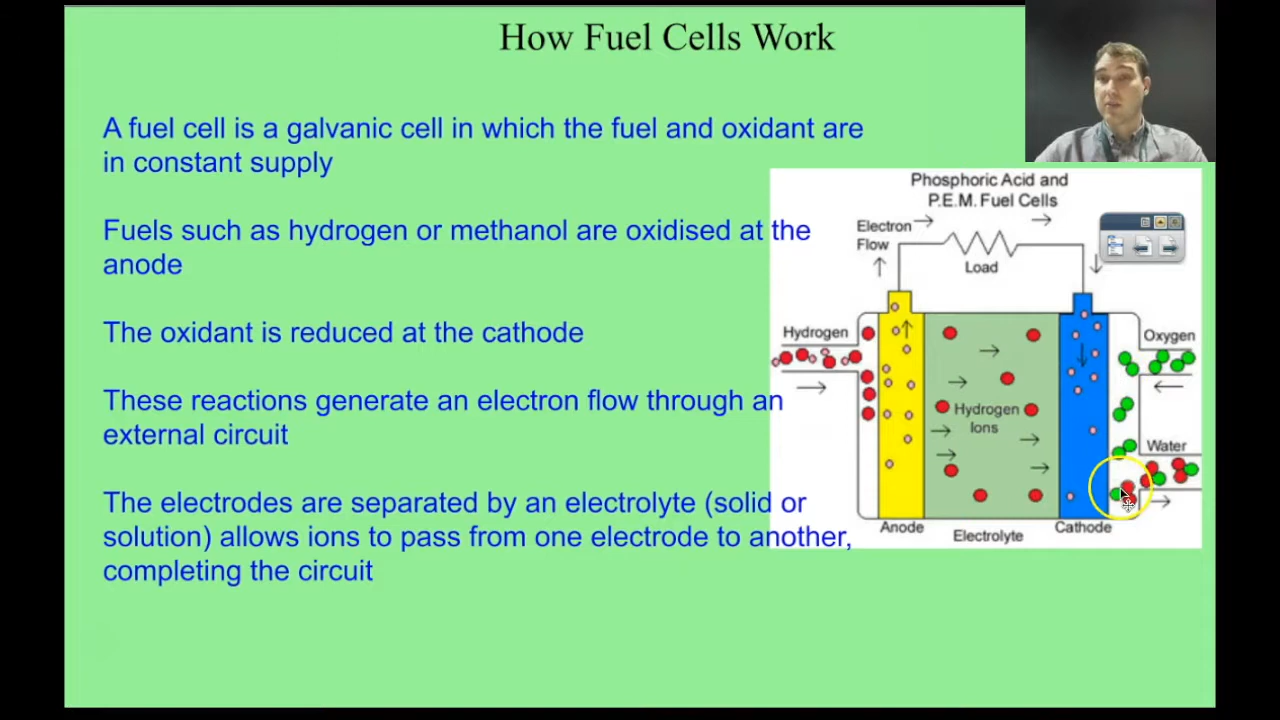 How Fuel Cells Work
A fuel cell is a galvanic cell in which the fuel and oxidant are
in constant supply
Fuels such as hydrogen or methanol are oxidised at the
anode
The oxidant is reduced at the cathode
These reactions generate an electron flow through an
external circuit
The electrodes are separated by an electrolyte (solid or
solution) allows ions to pass from one electrode to another,
completing the circuit
Phosphoric Acid and
P.E.M. Fuel Cells
Electron
Flow
Load
Hydrogen
Oxygen
Hydrogen
Ions
Water
Anode
Electrolyte
Cathode